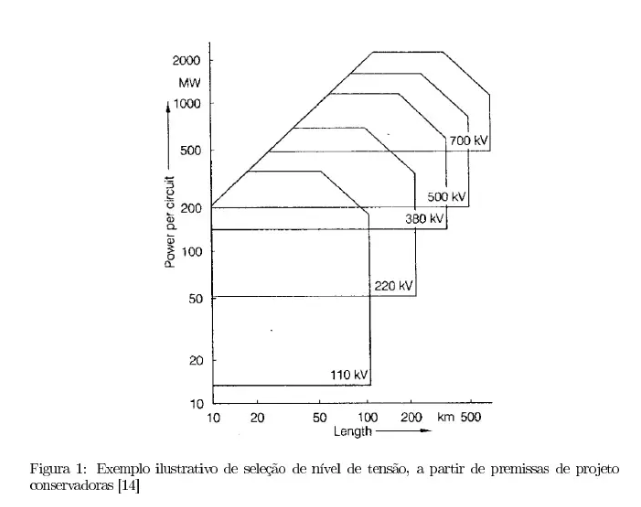 2000
MW
1000
500
200
100
50
20
10
Power per circuit
700 kV
500 kV
380 kV
220 kV
110 kV
10 20 50 100 200 km 500
Length
Figura 1: Exemplo ilustrativo de seleção de nível de tensão, a partir de premissas de projeto
conservadoras [14]